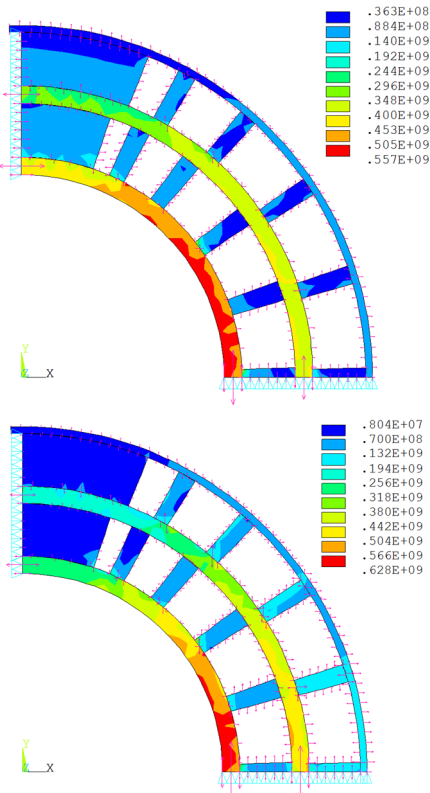 .363E+08
.884E+08
.140E+09
.192E+09
.244E+09
.296E+09
.348E+09
.400E+09
.453E+09
.505E+09
.557E+09
Y
Z X
.804E+07
.700E+08
.132E+09
.194E+09
.256E+09
.318E+09
.380E+09
.442E+09
.504E+09
.566E+09
.628E+09
Y
Z X